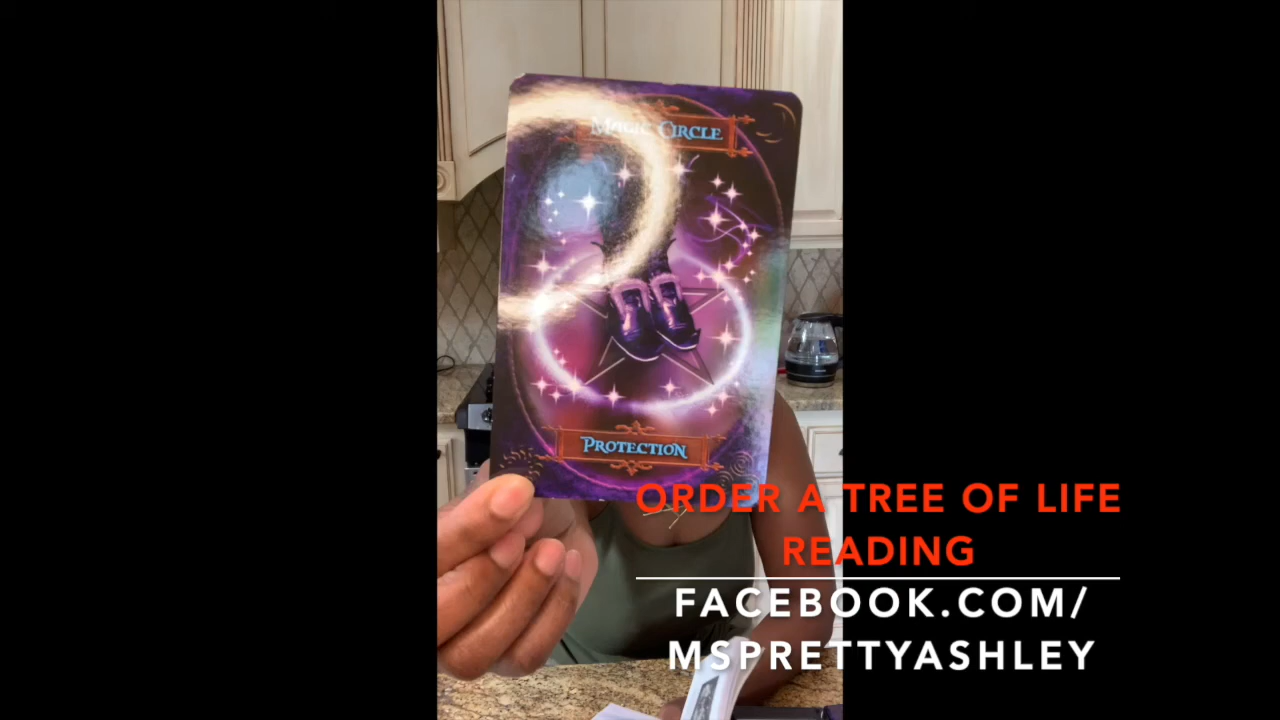 MAGIC CIRCLE
PROTECTION
ORDER A TREE OF LIFE
READING
FACEBOOK.COM/
MSPRETTYASHLEY